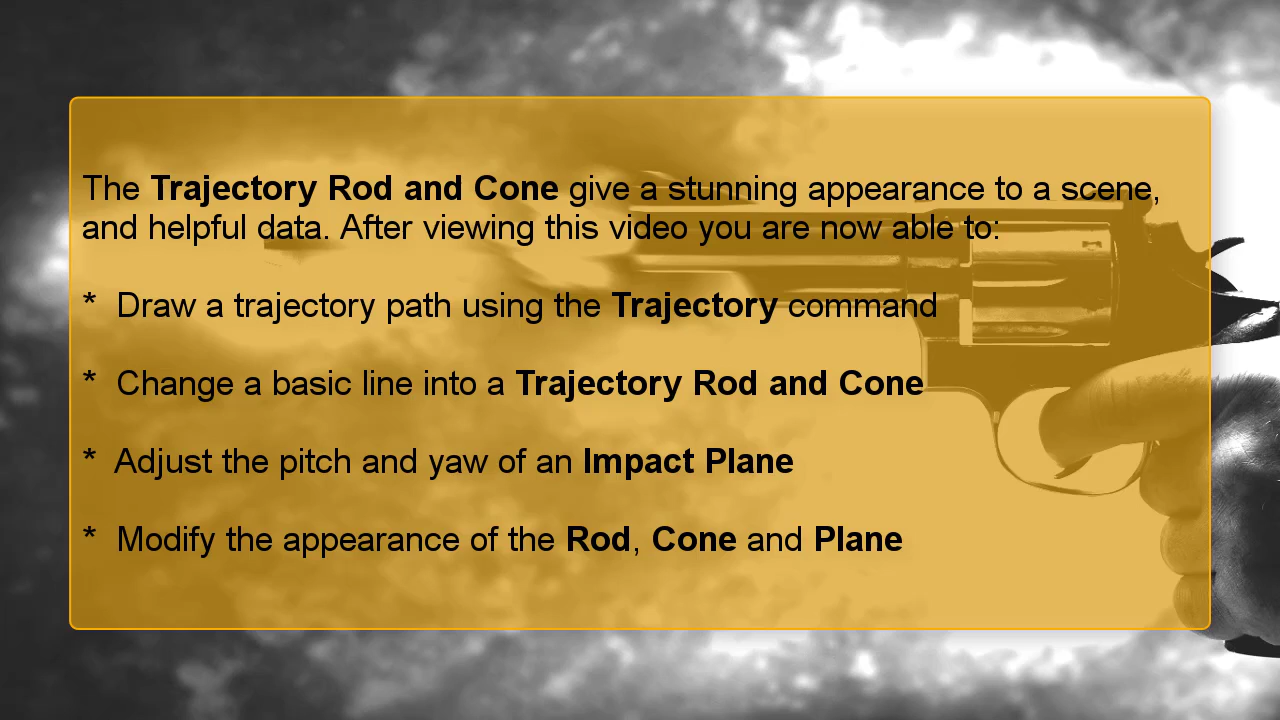 The Trajectory Rod and Cone give a stunning appearance to a scene,
and helpful data. After viewing this video you are now able to:
* Draw a trajectory path using the Trajectory command
* Change a basic line into a Trajectory Rod and Cone
* Adjust the pitch and yaw of an Impact Plane
* Modify the appearance of the Rod, Cone and Plane